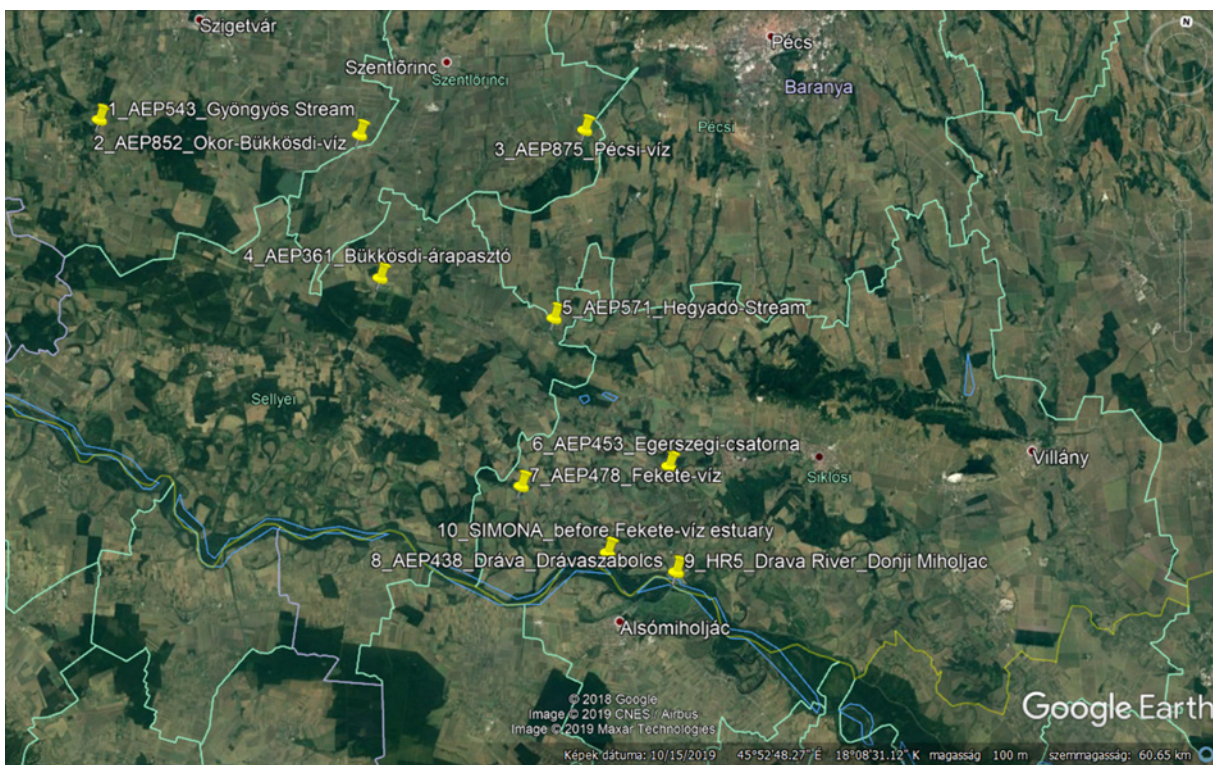 Szigetvár
Pécs
Szentlőrinc
Szentlőrinci
Baranya
1_AEP543_Gyöngyös Stream
2_AEP852_Okor-Bükkösdi-víz
3_AEP875_Pécsi-víz
Pécsi
4_AEP361_Bükkösdi-árapasztó
5_AEP571_Hegyadó-Stream
Sellyei
6_AEP453_Egerszegi-csatorna
Villány
7_AEP478_Fekete-víz
Siklósi
10_SIMONA_before Fekete-víz estuary
8_AEP438_Dráva_Drávaszabolcs
9_HR5_Drava River_Donji Miholjac
Alsómiholjác
© 2018 Google
Image © 2019 CNES / Airbus
Image © 2019 Maxar Technologies
Google Earth
Képek dátuma: 10/15/2019 45°52'48.27" É 18°08'31.12" K magasság 100 m szemmagasság: 60.65 km
N